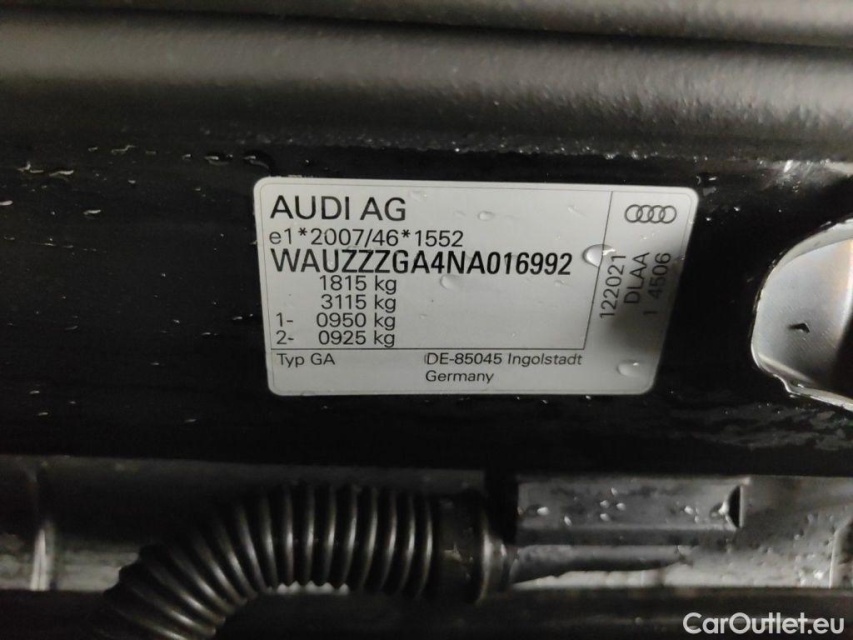 AUDI AG
e1*2007/46*1552
WAUZZZGA4NA016992
1815 kg
3115 kg
1- 0950 kg
2- 0925 kg
Typ GA
DE-85045 Ingolstadt
Germany
122021
DLAA
1 4506
CarOutlet.eu